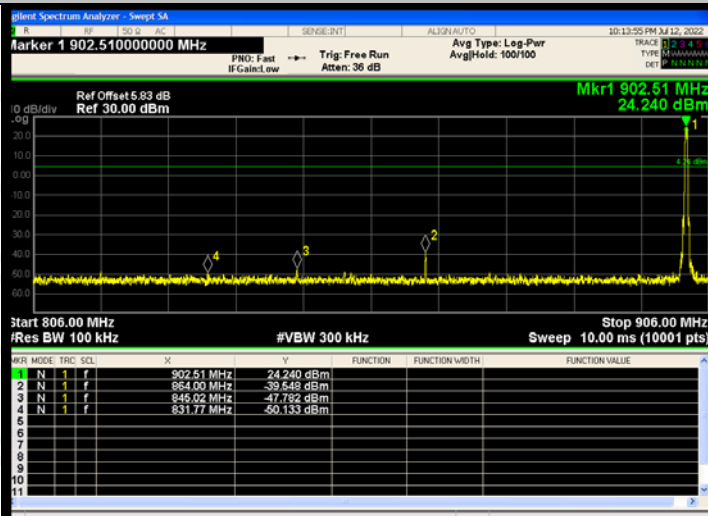 Agilent Spectrum Analyzer - Swept SA
R RF 50 Ω AC SENSE:INT ALIGNAUTO 10:13:55 PM Jul 12, 2022
Marker 1 902.510000000 MHz
PNO: Fast Trig: Free Run Avg Type: Log-Pwr TRACE 1 2 3 4 5
IFGain:Low Atten: 36 dB Avg|Hold: 100/100 TYPE M
DET P N N N N
Ref Offset 5.83 dB Mkr1 902.51 MHz
10 dB/div Ref 30.00 dBm 24.240 dBm
Log
20.0
10.0
0.00
-10.0
-20.0
30.0
40.0
50.0
60.0
1
2
3
4
Start 806.00 MHz Stop 906.00 MHz
#Res BW 100 kHz #VBW 300 kHz Sweep 10.00 ms (10001 pts)
MKR MODE TRC SCL X Y FUNCTION FUNCTION WIDTH FUNCTION VALUE
1 N 1 f 902.51 MHz 24.240 dBm
2 N 1 f 864.00 MHz -39.548 dBm
3 N 1 f 845.02 MHz -47.782 dBm
4 N 1 f 831.77 MHz -50.133 dBm
5
6
7
8
9
10
11